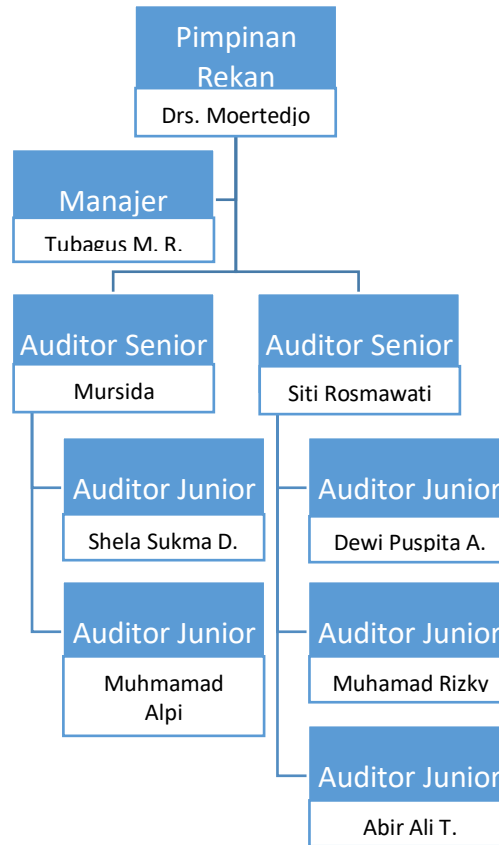 Pimpinan
Rekan
Drs. Moertedjo
Manajer
Tubagus M. R.
Auditor Senior
Mursida
Auditor Senior
Siti Rosmawati
Auditor Junior
Shela Sukma D.
Auditor Junior
Muhmamad
Alpi
Auditor Junior
Dewi Puspita A.
Auditor Junior
Muhamad Rizky
Auditor Junior
Abir Ali T.